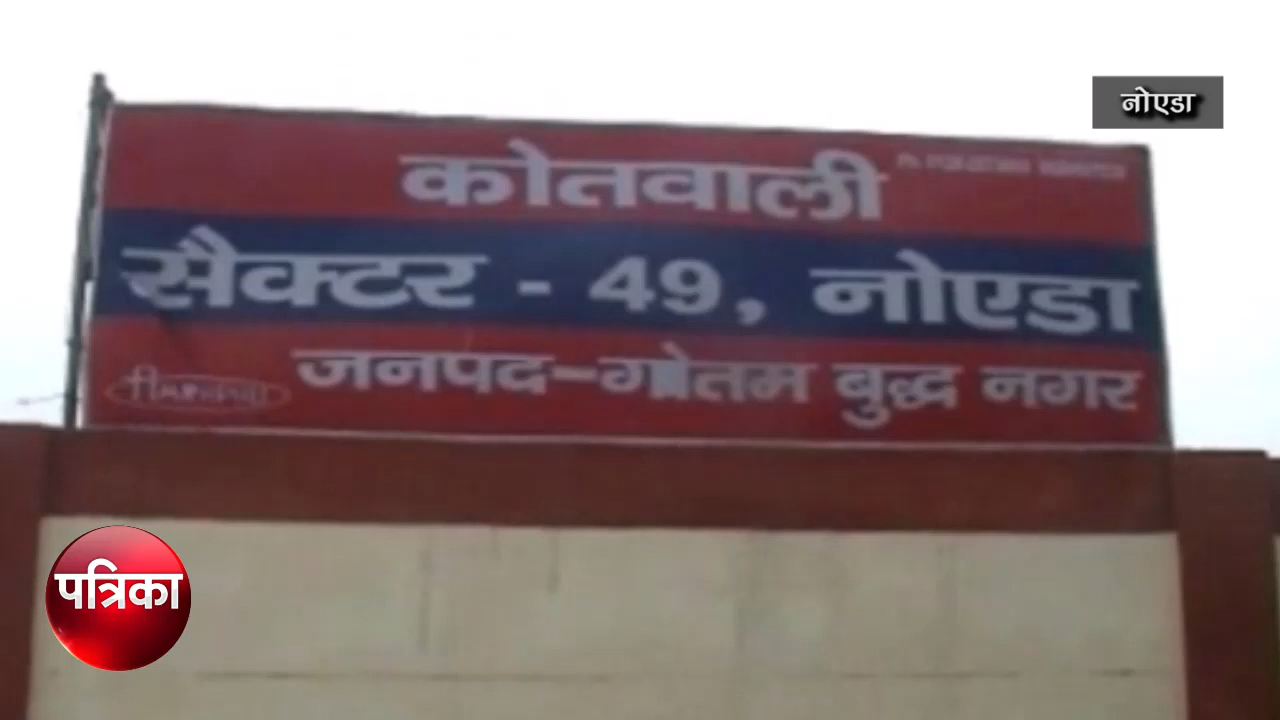 नोएडा
कोतवाली
सैक्टर - 49, नोएडा
जनपद-गौतम बुद्ध नगर
पत्रिका